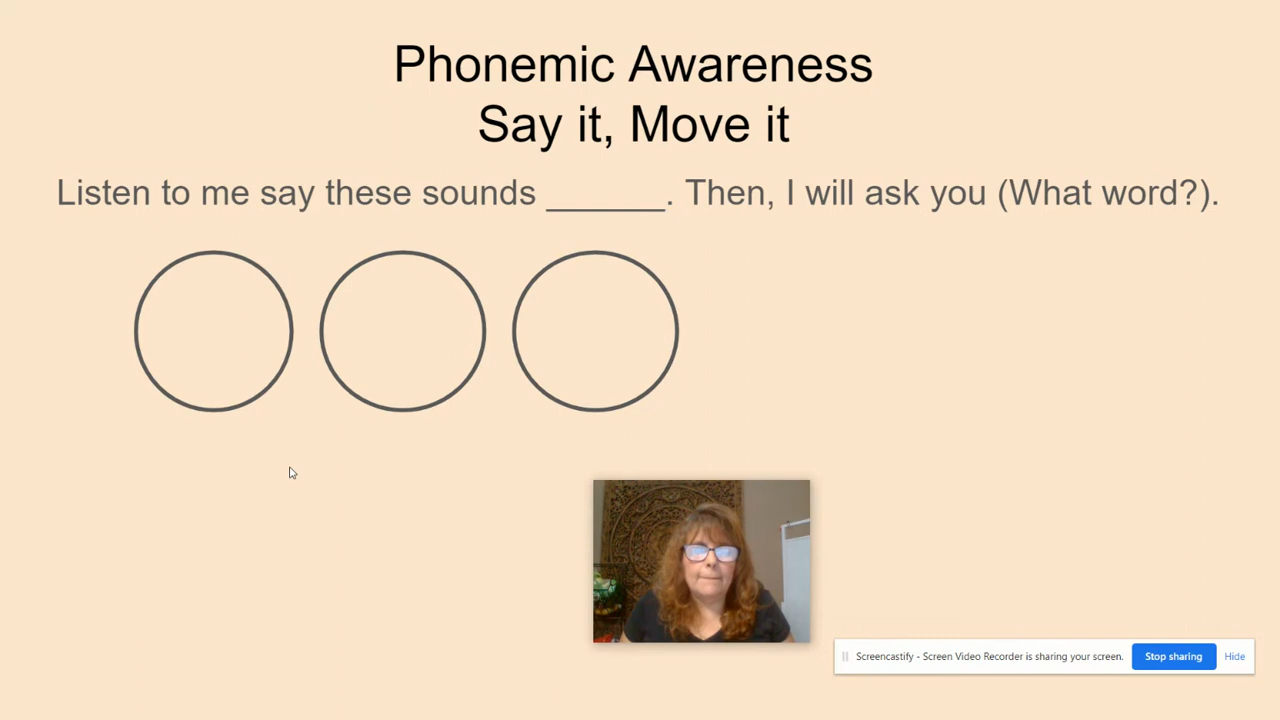 Phonemic Awareness
Say it, Move it
Listen to me say these sounds ______. Then, I will ask you (What word?).
Screencastify - Screen Video Recorder is sharing your screen. Stop sharing Hide